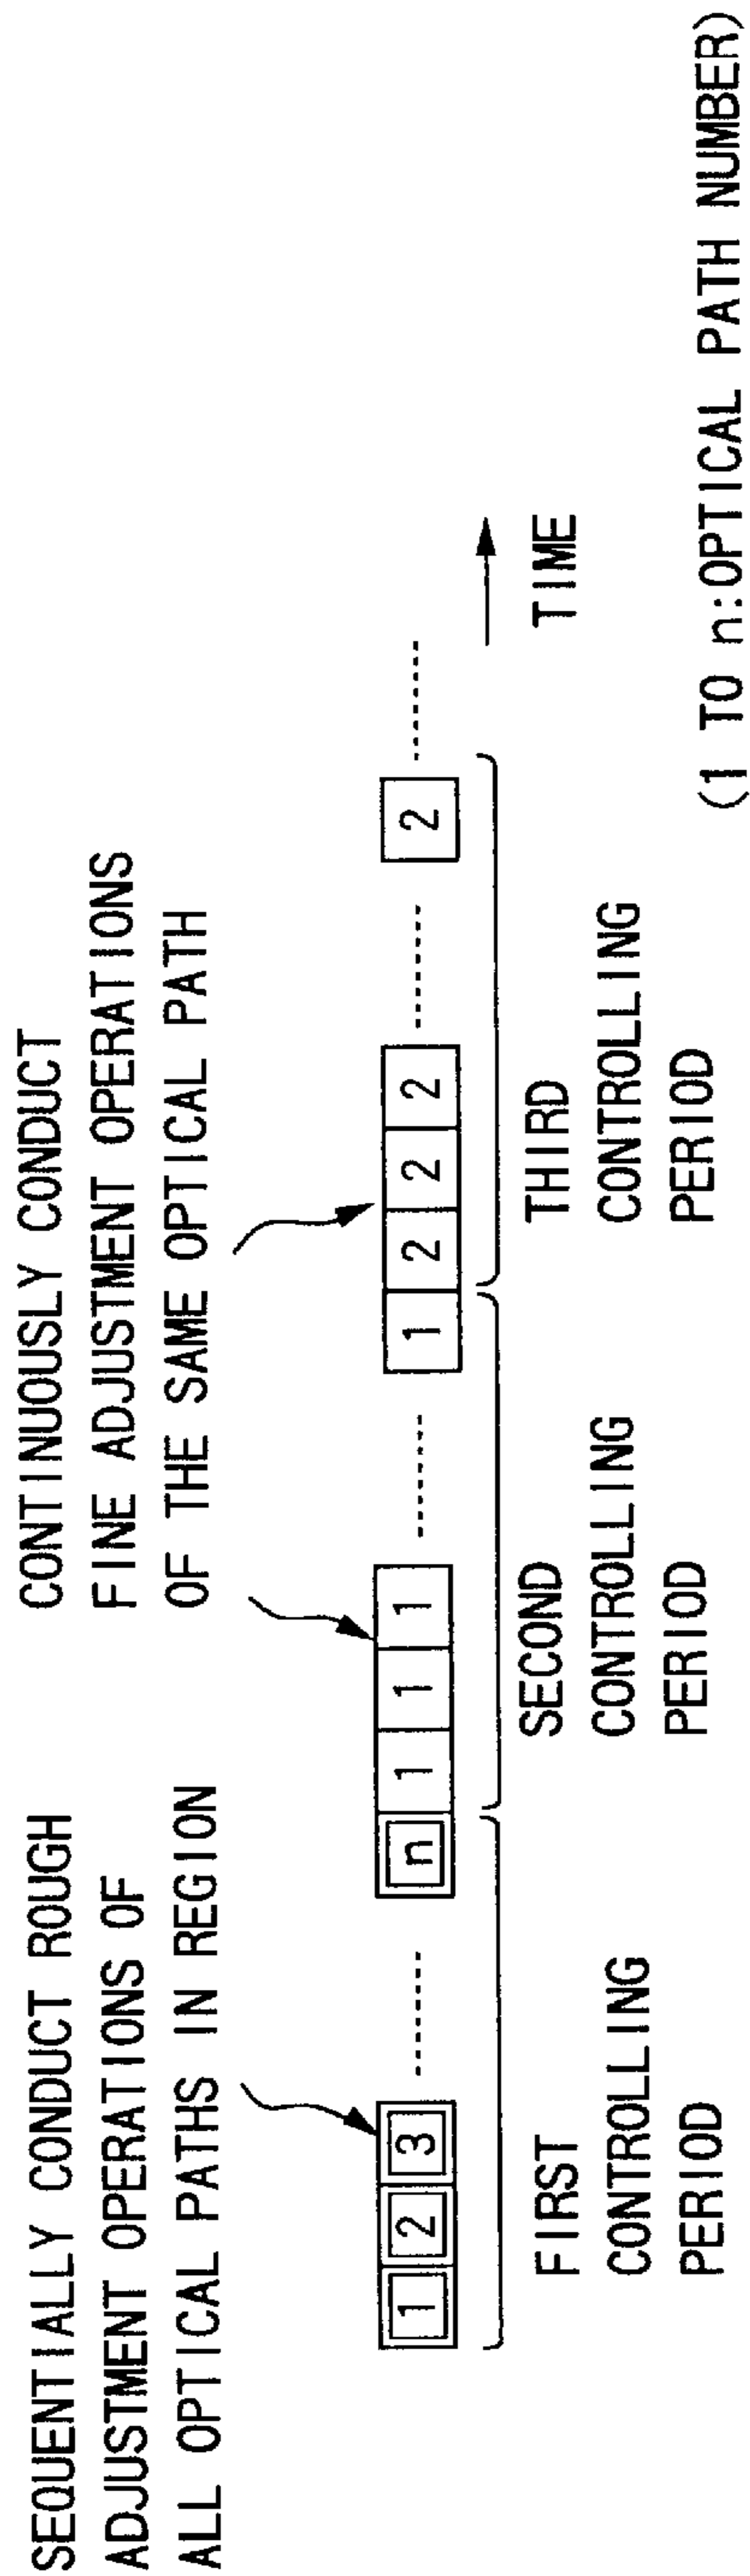 SEQUENTIALLY CONDUCT ROUGH
ADJUSTMENT OPERATIONS OF
ALL OPTICAL PATHS IN REGION
CONTINUOUSLY CONDUCT
FINE ADJUSTMENT OPERATIONS
OF THE SAME OPTICAL PATH
1 2 3 n 1 1 1 1 2 2 2 2
TIME
FIRST
CONTROLLING
PERIOD
SECOND
CONTROLLING
PERIOD
THIRD
CONTROLLING
PERIOD
(1 TO n:OPTICAL PATH NUMBER)